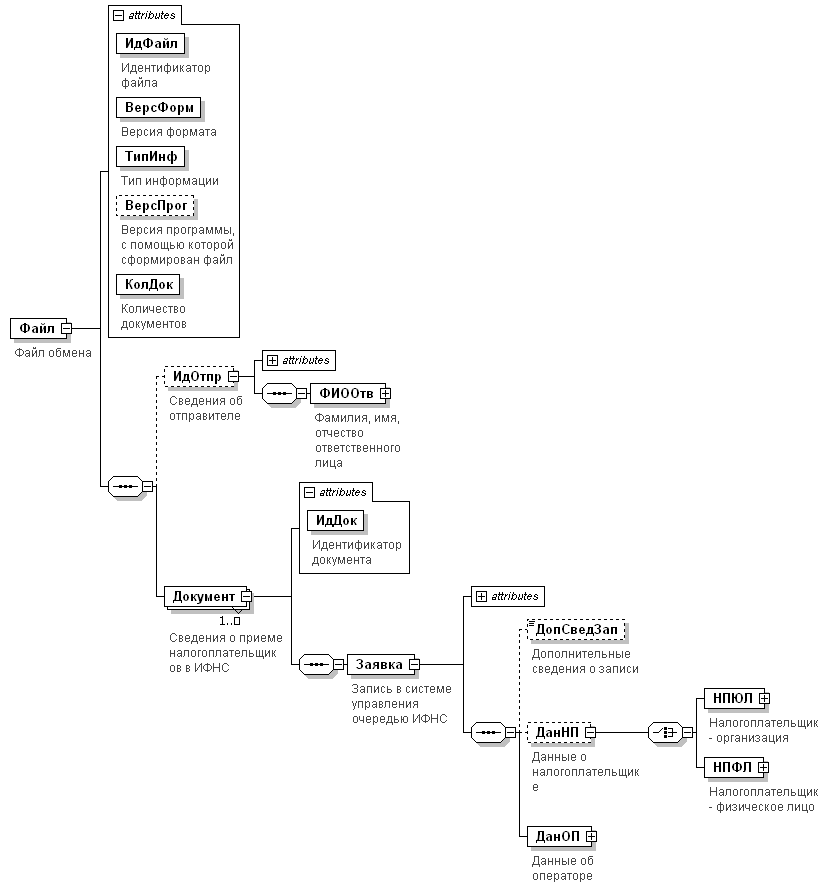 attributes
ИдФайл
Идентификатор
файла
ВерсФорм
Версия формата
ТипИнф
Тип информации
ВерсПрог
Версия программы,
с помощью которой
сформирован файл
КолДок
Количество
документов
Файл
Файл обмена
ИдОтпр
Сведения об
отправителе
attributes
ФИООтв
Фамилия, имя,
отчество
ответственного
лица
attributes
ИдДок
Идентификатор
документа
Документ
1..□
Сведения о приеме
налогоплательщик
ов в ИФНС
Заявка
Запись в системе
управления
очередью ИФНС
attributes
ДопСведЗап
Дополнительные
сведения о записи
ДанНП
Данные о
налогоплательщик
е
НПЮЛ
Налогоплательщик
- организация
НПФЛ
Налогоплательщик
- физическое лицо
ДанОП
Данные об
операторе